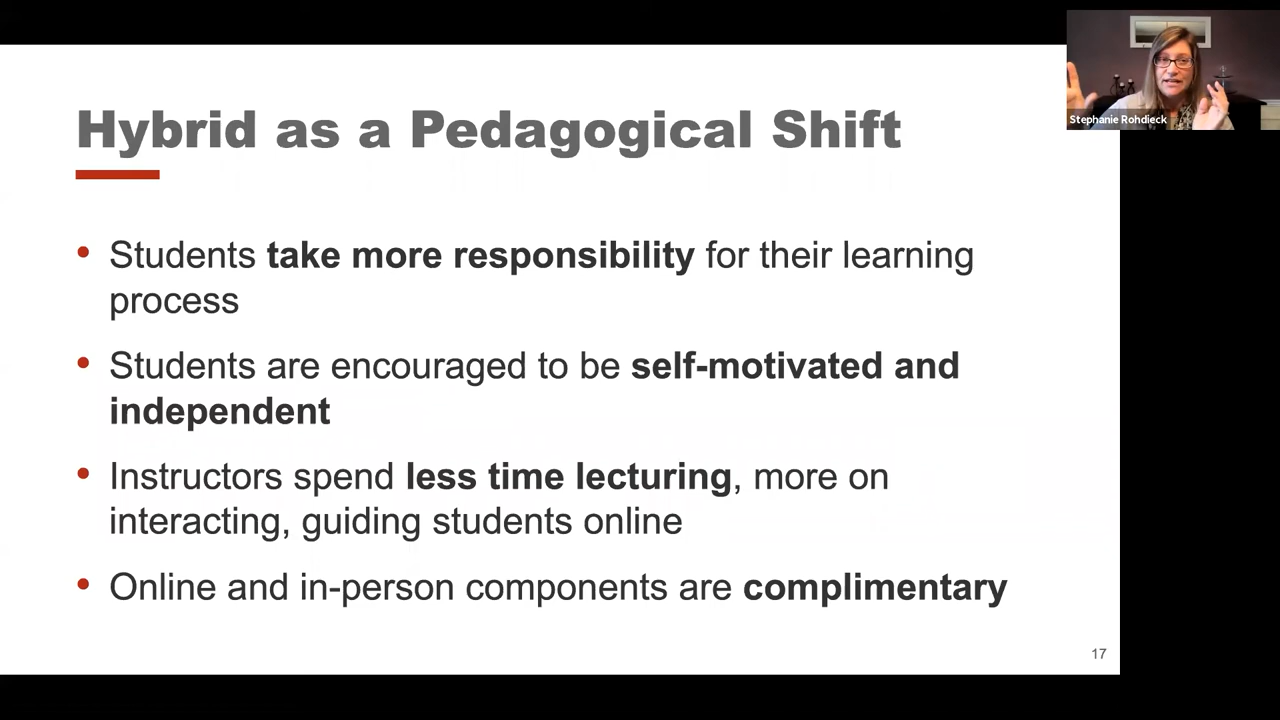 Hybrid as a Pedagogical Shift
Stephanie Rohdieck
• Students take more responsibility for their learning
process
• Students are encouraged to be self-motivated and
independent
• Instructors spend less time lecturing, more on
interacting, guiding students online
• Online and in-person components are complimentary
17